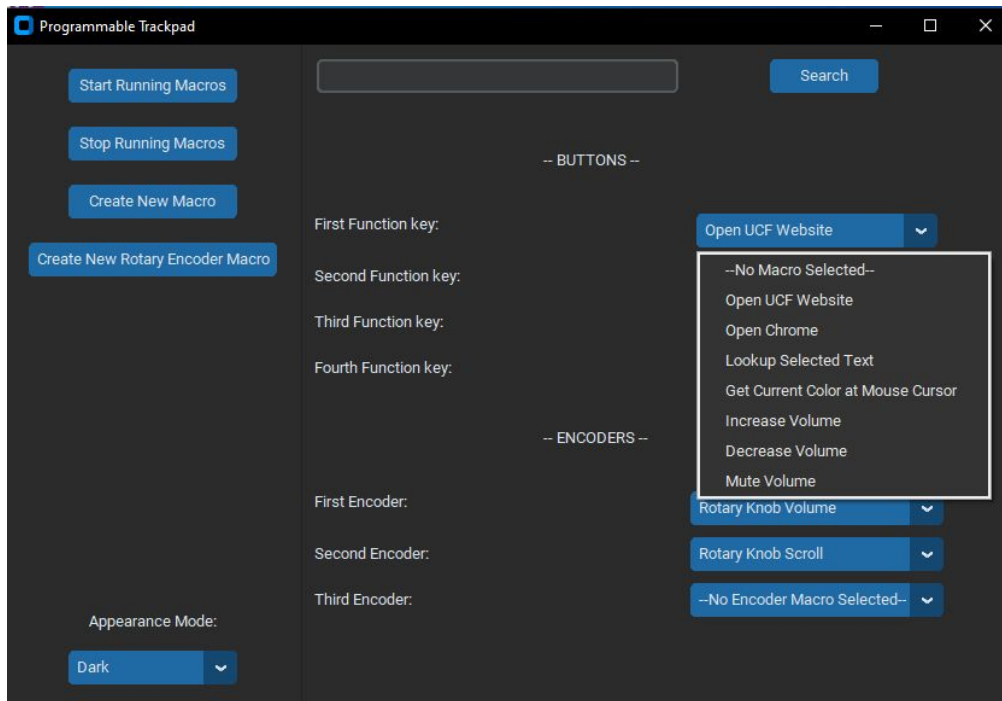 Programmable Trackpad
Start Running Macros
Stop Running Macros
Create New Macro
Create New Rotary Encoder Macro
Appearance Mode:
Dark
Search
-- BUTTONS --
First Function key:
Open UCF Website
Second Function key:
Third Function key:
Fourth Function key:
--No Macro Selected--
Open UCF Website
Open Chrome
Lookup Selected Text
Get Current Color at Mouse Cursor
Increase Volume
Decrease Volume
Mute Volume
-- ENCODERS --
First Encoder:
Rotary Knob Volume
Second Encoder:
Rotary Knob Scroll
Third Encoder:
--No Encoder Macro Selected--